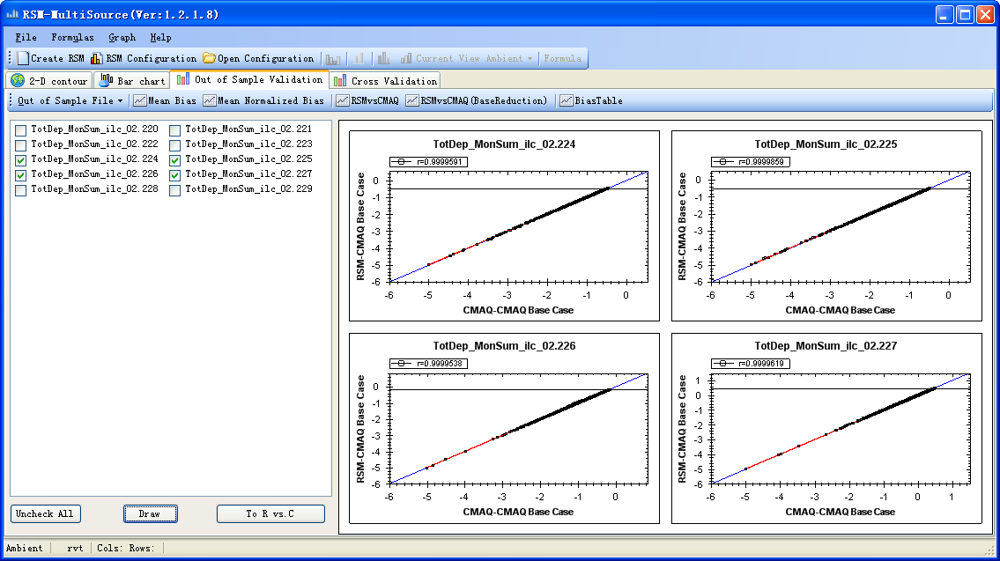 RSM-MultiSource(Ver:1.2.1.8)
File Formulas Graph Help
Create RSM RSM Configuration Open Configuration Current View Ambient Formula
2-D contour Bar chart Out of Sample Validation Cross Validation
Out of Sample File Mean Bias Mean Normalized Bias RSMvsCMAQ RSMvsCMAQ(BaseReduction) BiasTable
TotDep_MonSum_ilc_02.220 TotDep_MonSum_ilc_02.221
TotDep_MonSum_ilc_02.222 TotDep_MonSum_ilc_02.223
TotDep_MonSum_ilc_02.224 TotDep_MonSum_ilc_02.225
TotDep_MonSum_ilc_02.226 TotDep_MonSum_ilc_02.227
TotDep_MonSum_ilc_02.228 TotDep_MonSum_ilc_02.229
Uncheck All Draw To R vs.C
TotDep_MonSum_ilc_02.224
r=0.9999591
RSM-CMAQ Base Case
0
-1
-2
-3
-4
-5
-6
-6 -5 -4 -3 -2 -1 0
CMAQ-CMAQ Base Case
TotDep_MonSum_ilc_02.225
r=0.9999859
RSM-CMAQ Base Case
0
-1
-2
-3
-4
-5
-6
-6 -5 -4 -3 -2 -1 0
CMAQ-CMAQ Base Case
TotDep_MonSum_ilc_02.226
r=0.9999538
RSM-CMAQ Base Case
0
-1
-2
-3
-4
-5
-6
-6 -5 -4 -3 -2 -1 0
CMAQ-CMAQ Base Case
TotDep_MonSum_ilc_02.227
r=0.9999619
RSM-CMAQ Base Case
1
0
-1
-2
-3
-4
-5
-6
-6 -5 -4 -3 -2 -1 0 1
CMAQ-CMAQ Base Case
Ambient rvt Cols: Rows: